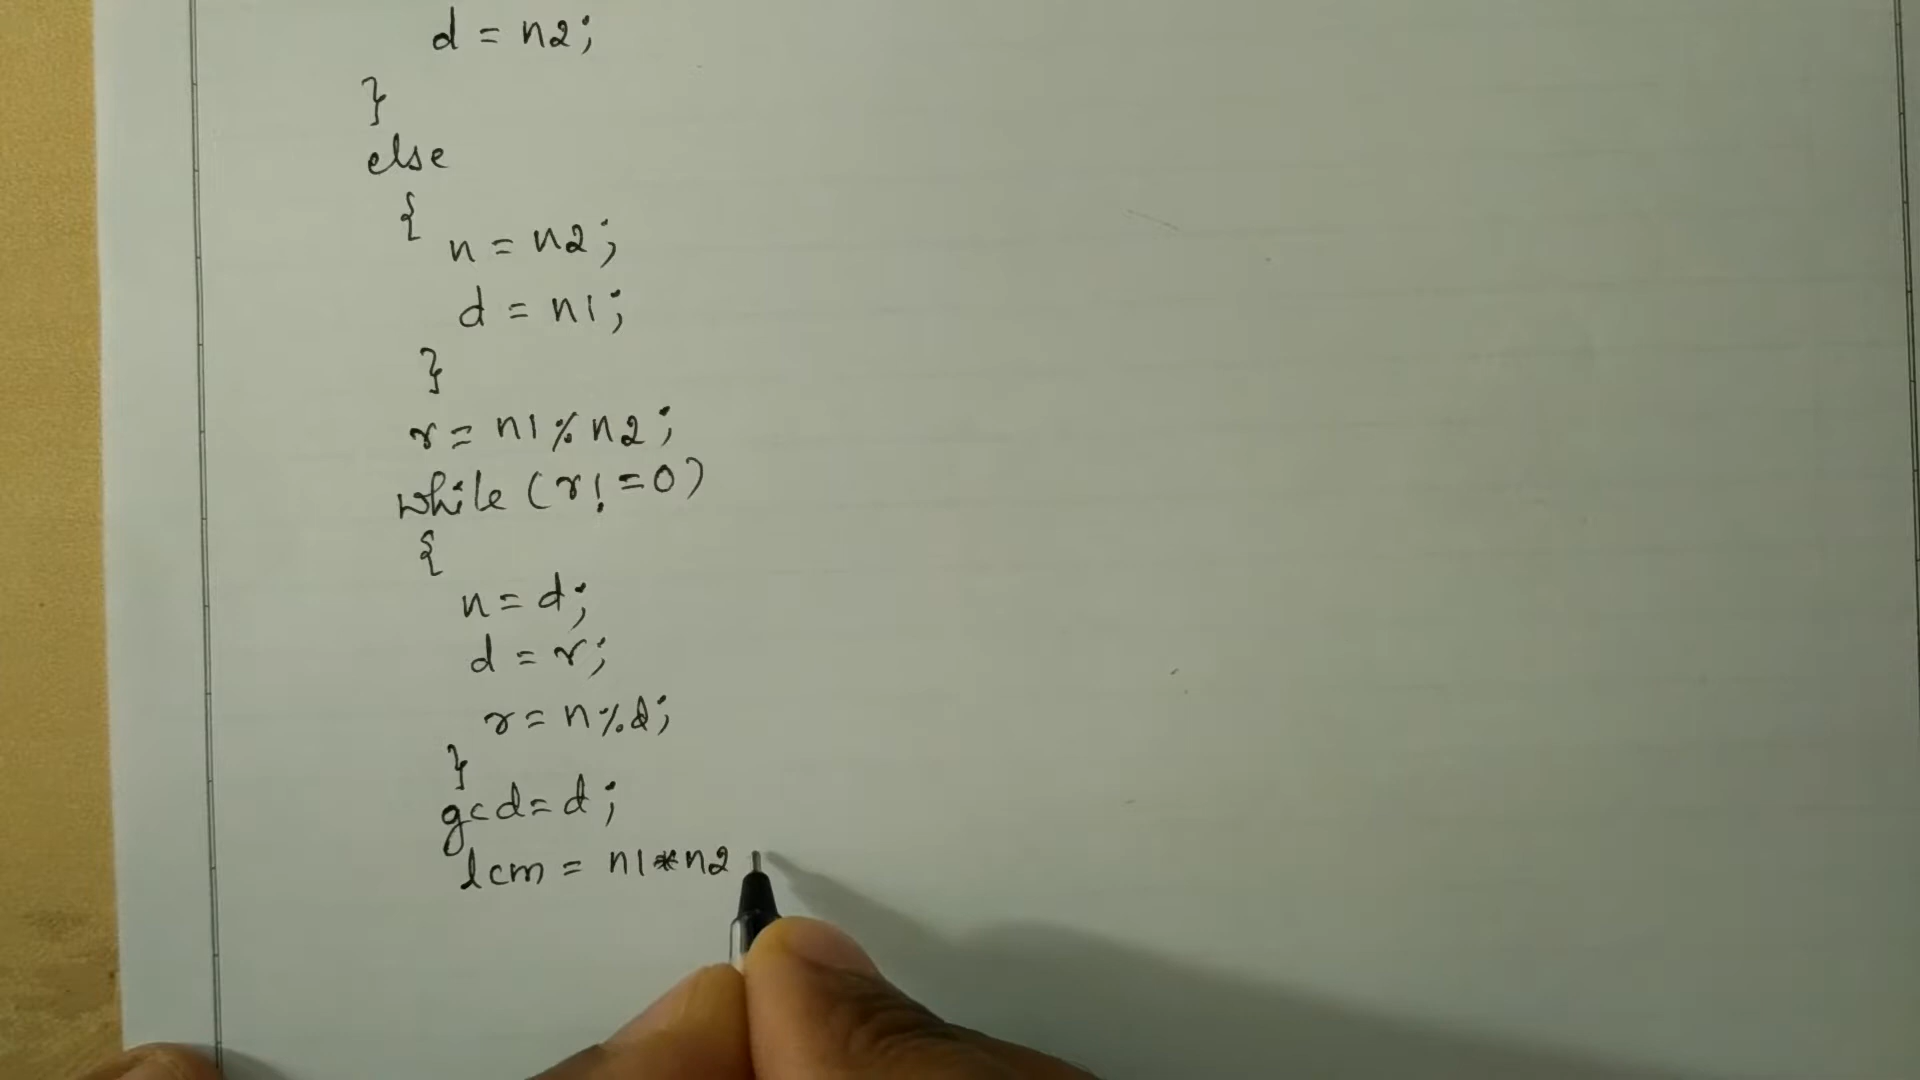 d = n2;
}
else
{
n = n2;
d = n1;
}
r = n1 % n2;
while (r! = 0)
{
n = d;
d = r;
r = n % d;
}
gcd = d;
lcm = n1 * n2